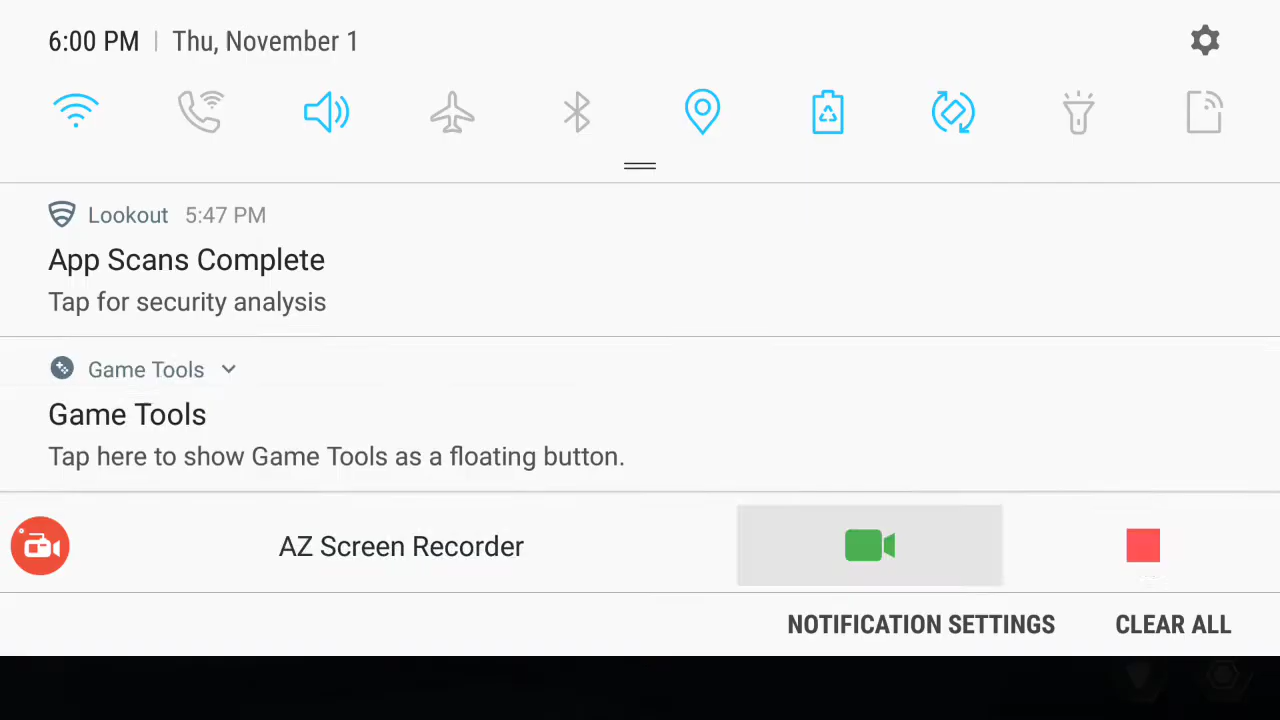 6:00 PM | Thu, November 1
Lookout 5:47 PM
App Scans Complete
Tap for security analysis
Game Tools
Game Tools
Tap here to show Game Tools as a floating button.
AZ Screen Recorder
NOTIFICATION SETTINGS CLEAR ALL